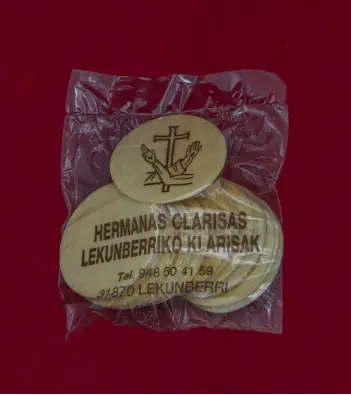 HERMANAS CLARISAS
LEKUNBERRIKO KLARISAK
Tel. 948 50 41 59
31870 LEKUNBERRI